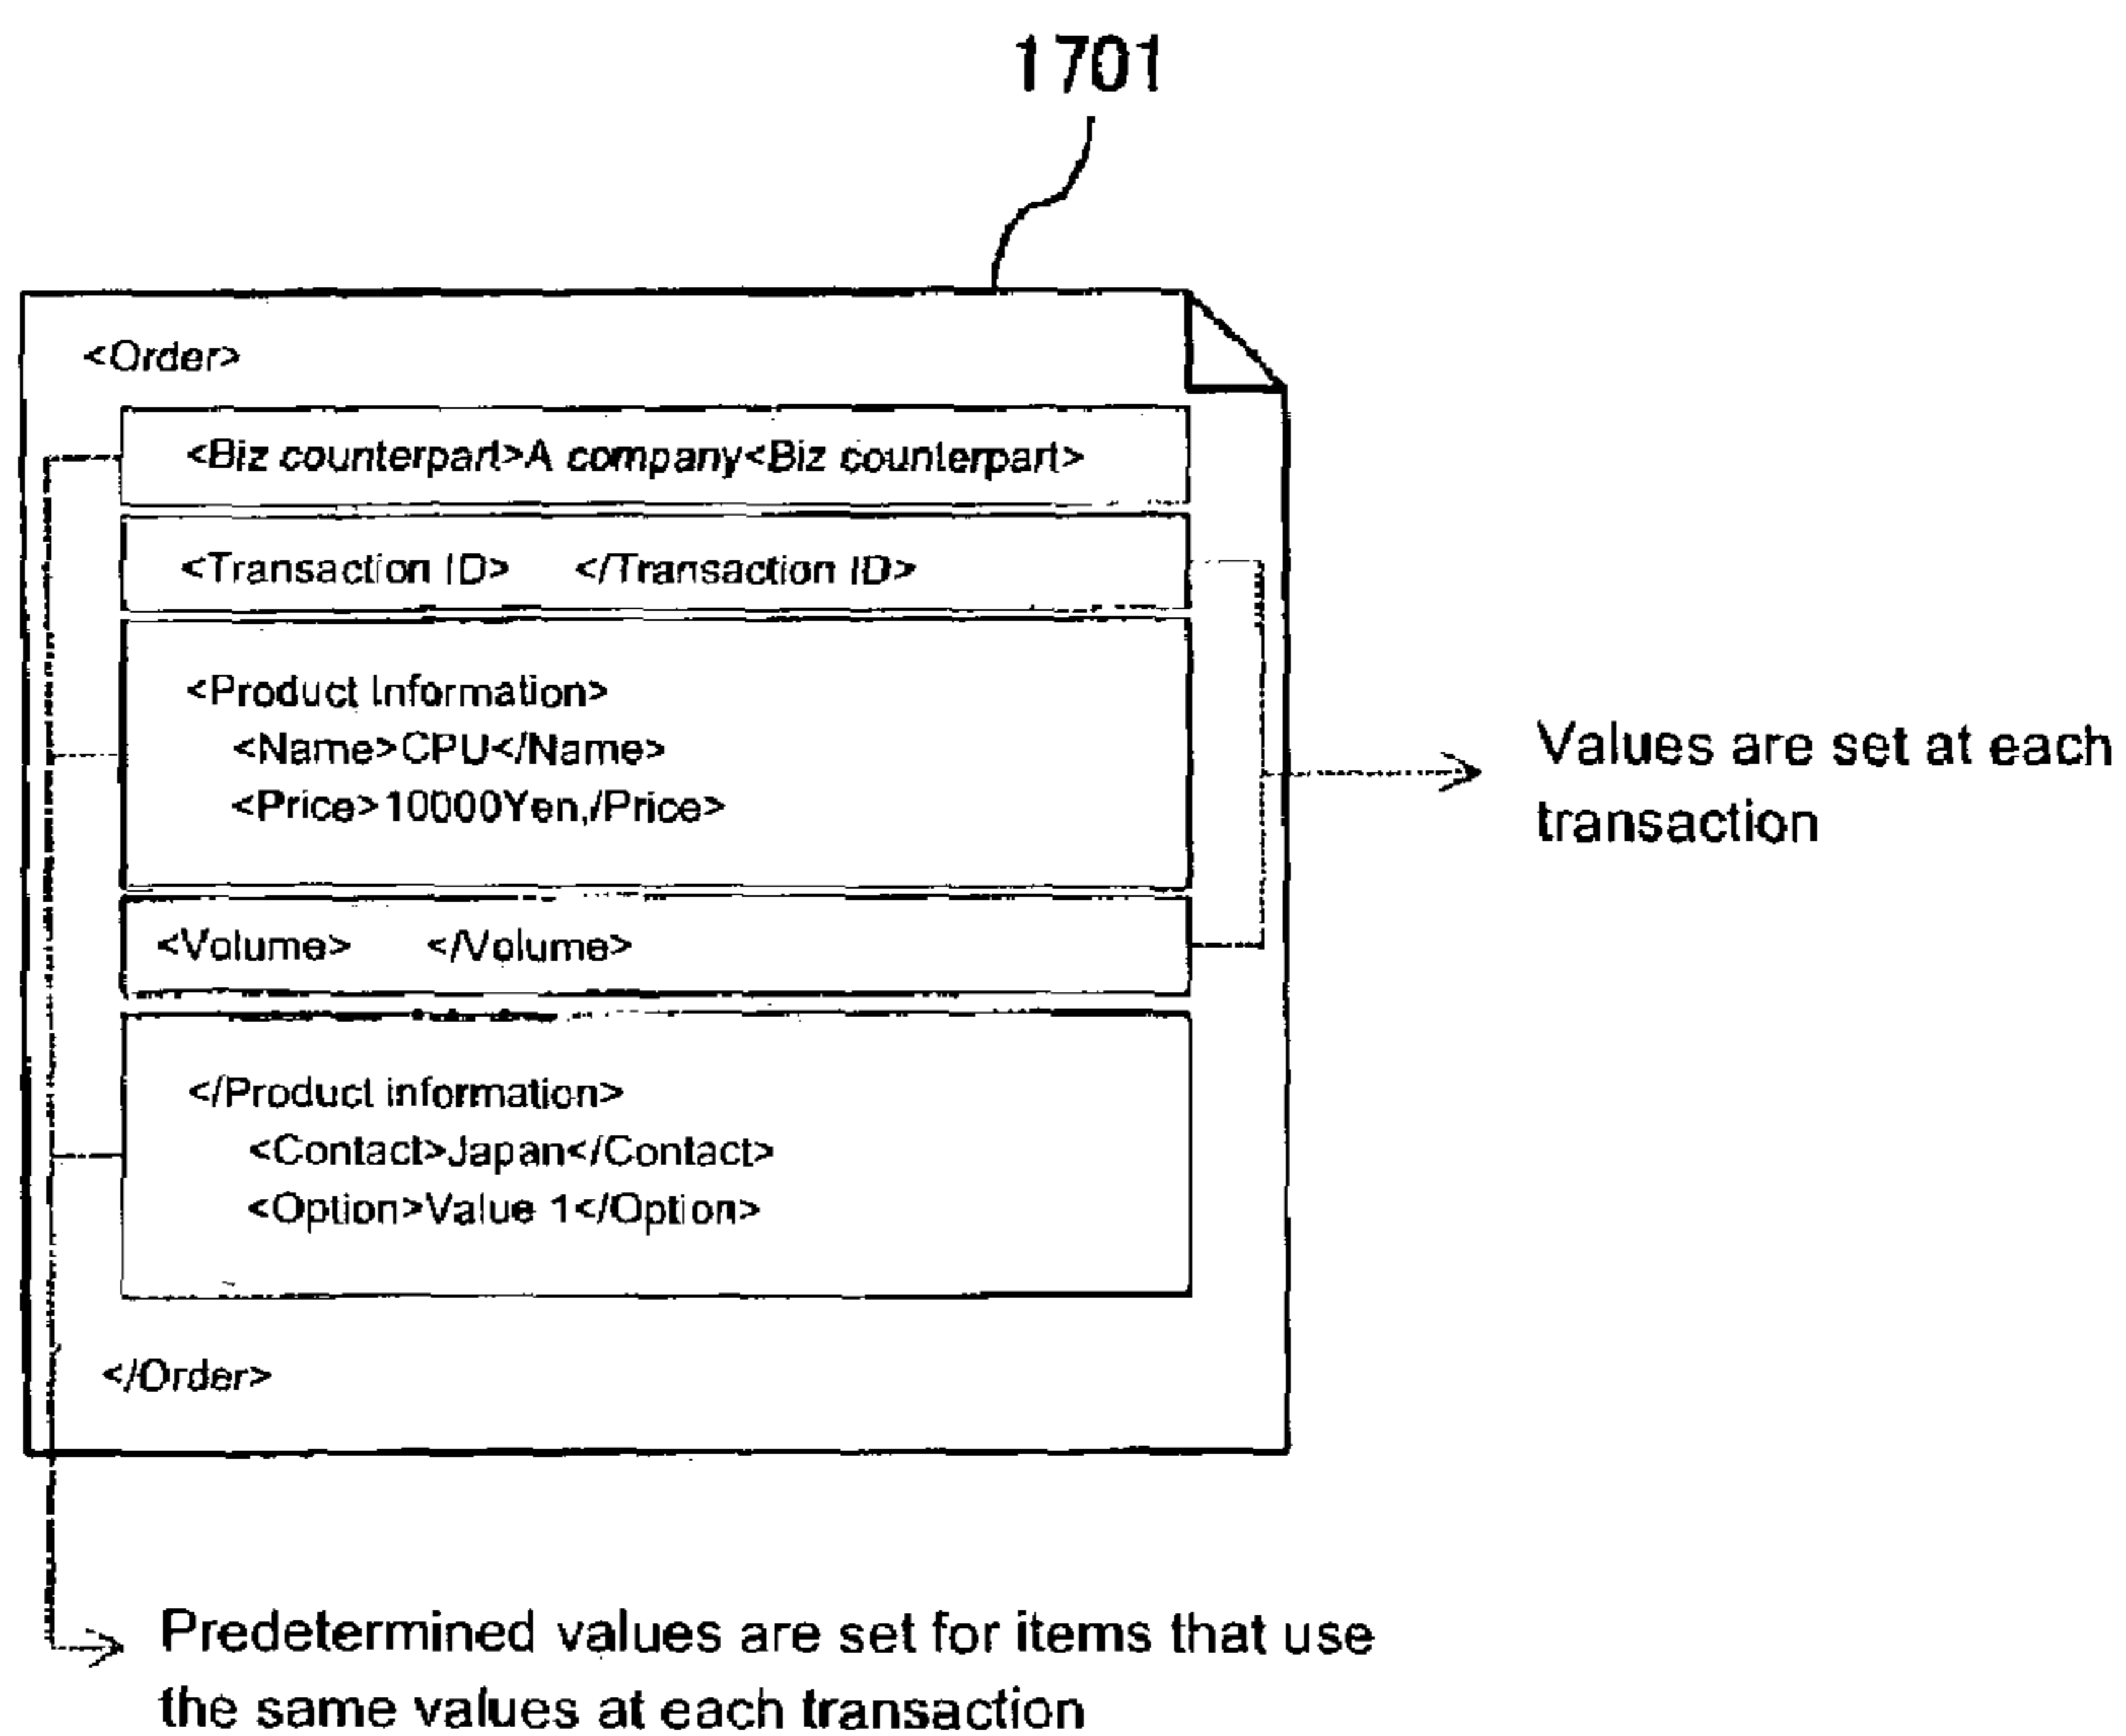 1701
<Order>
<Biz counterpart>A company<Biz counterpart>
<Transaction ID> </Transaction ID>
<Product Information>
<Name>CPU</Name>
<Price>10000Yen,/Price>
Values are set at each
transaction
<Volume> </Volume>
</Product information>
<Contact>Japan</Contact>
<Option>Value 1</Option>
</Order>
Predetermined values are set for items that use
the same values at each transaction